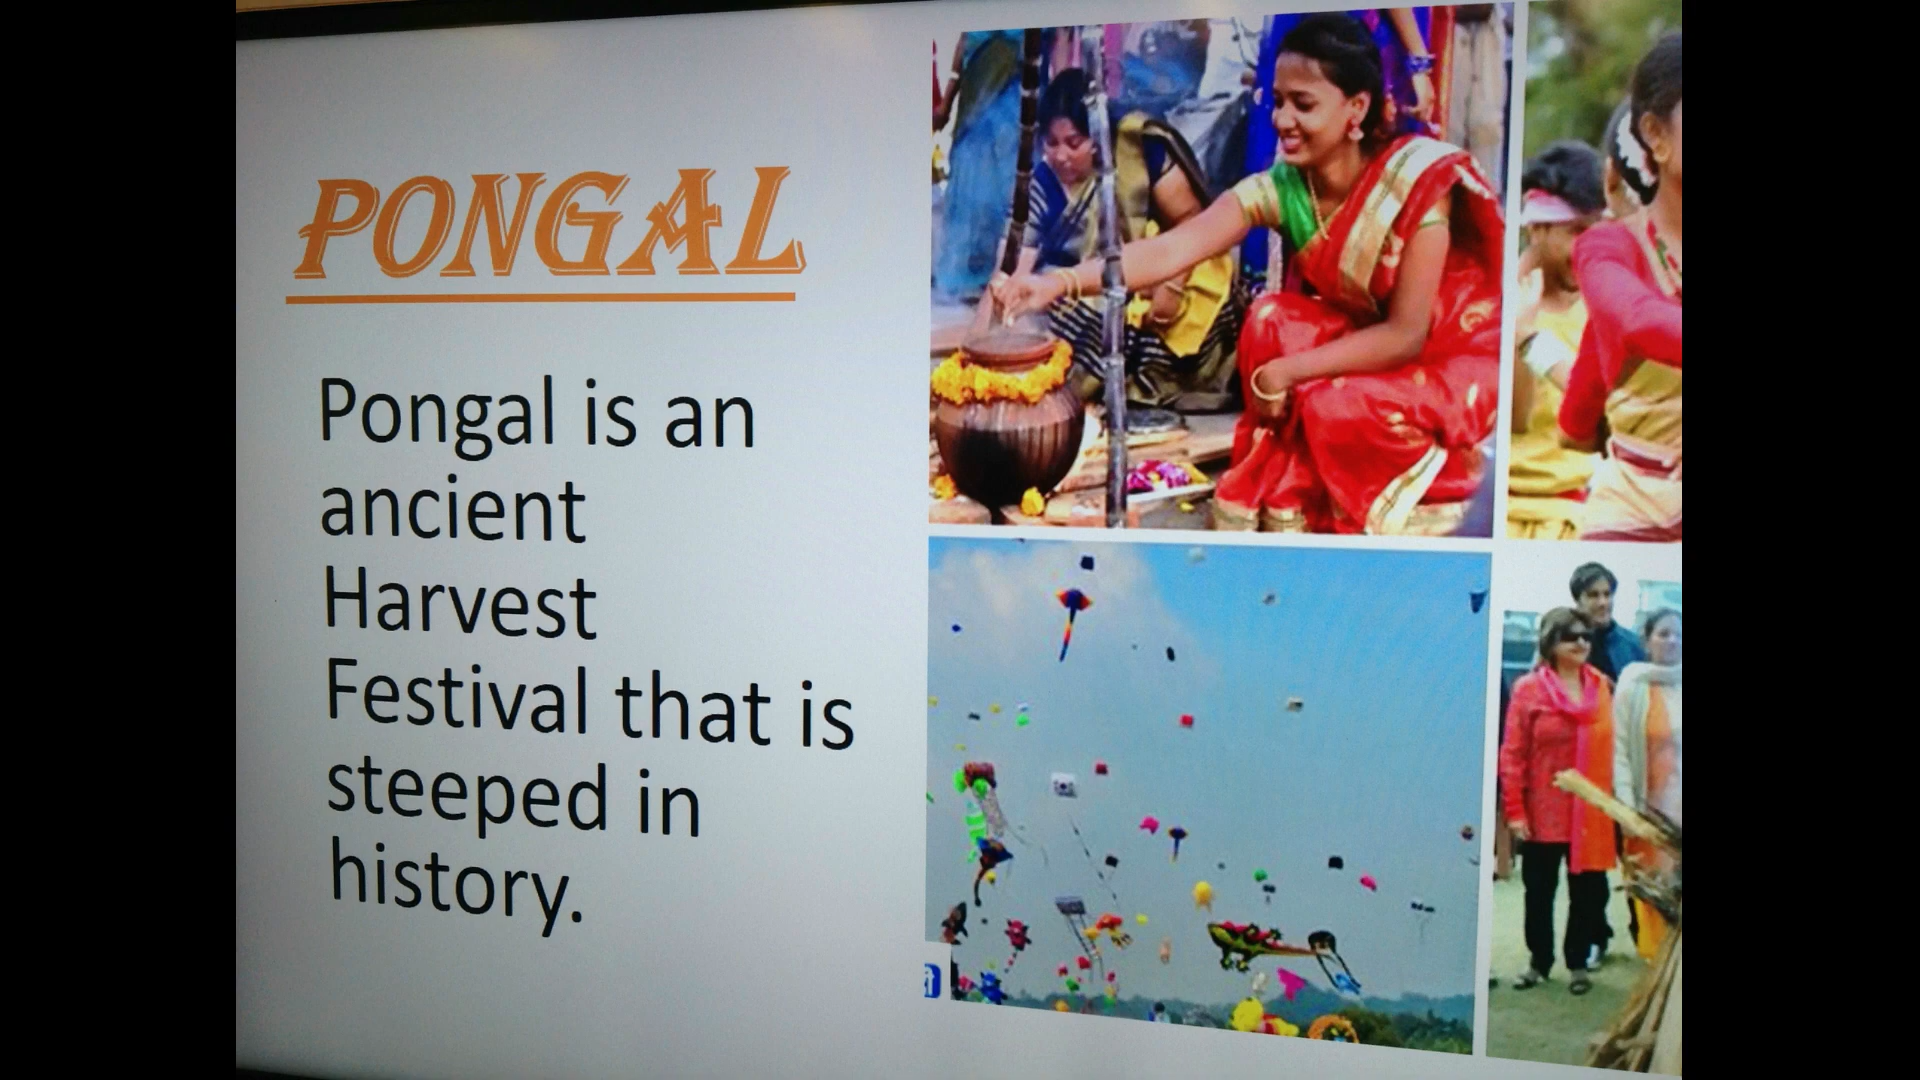 PONGAL
Pongal is an
ancient
Harvest
Festival that is
steeped in
history.